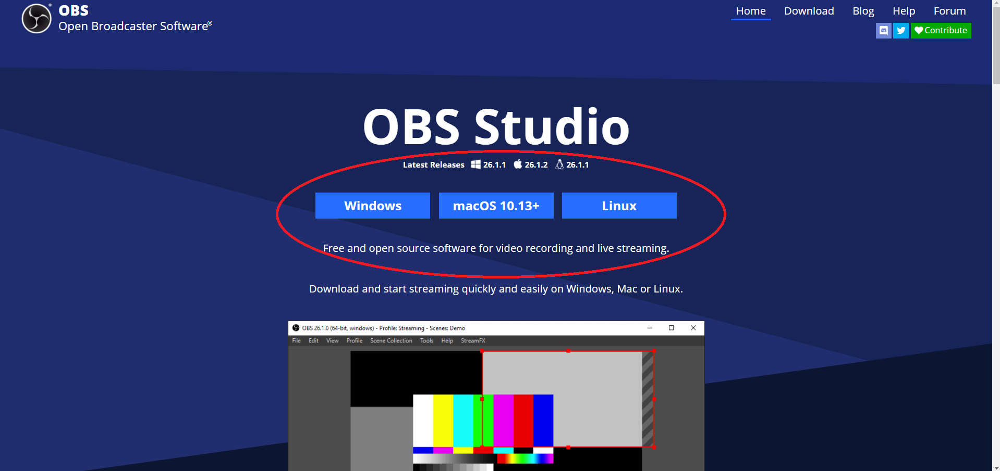 OBS
Open Broadcaster Software®
Home Download Blog Help Forum
Contribute
OBS Studio
Latest Releases 26.1.1 26.1.2 26.1.1
Windows macOS 10.13+ Linux
Free and open source software for video recording and live streaming.
Download and start streaming quickly and easily on Windows, Mac or Linux.
OBS 26.1.0 (64-bit, windows) - Profile: Streaming - Scenes: Demo
File Edit View Profile Scene Collection Tools Help StreamFX